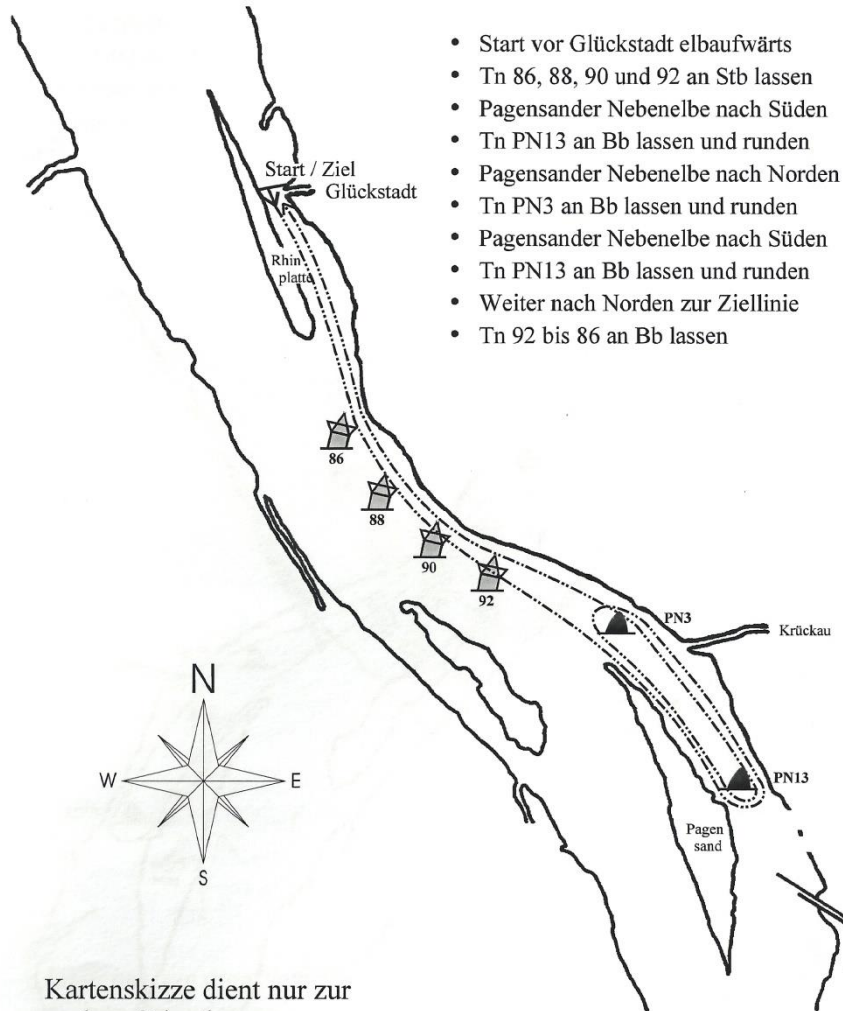 • Start vor Glückstadt elbaufwärts
• Tn 86, 88, 90 und 92 an Stb lassen
• Pagensander Nebenelbe nach Süden
• Tn PN13 an Bb lassen und runden
• Pagensander Nebenelbe nach Norden
• Tn PN3 an Bb lassen und runden
• Pagensander Nebenelbe nach Süden
• Tn PN13 an Bb lassen und runden
• Weiter nach Norden zur Ziellinie
• Tn 92 bis 86 an Bb lassen
Start / Ziel
Glückstadt
Rhin
platte
86
88
90
92
PN3
Krückau
PN13
Pagen
sand
N
W
E
S
Kartenskizze dient nur zur